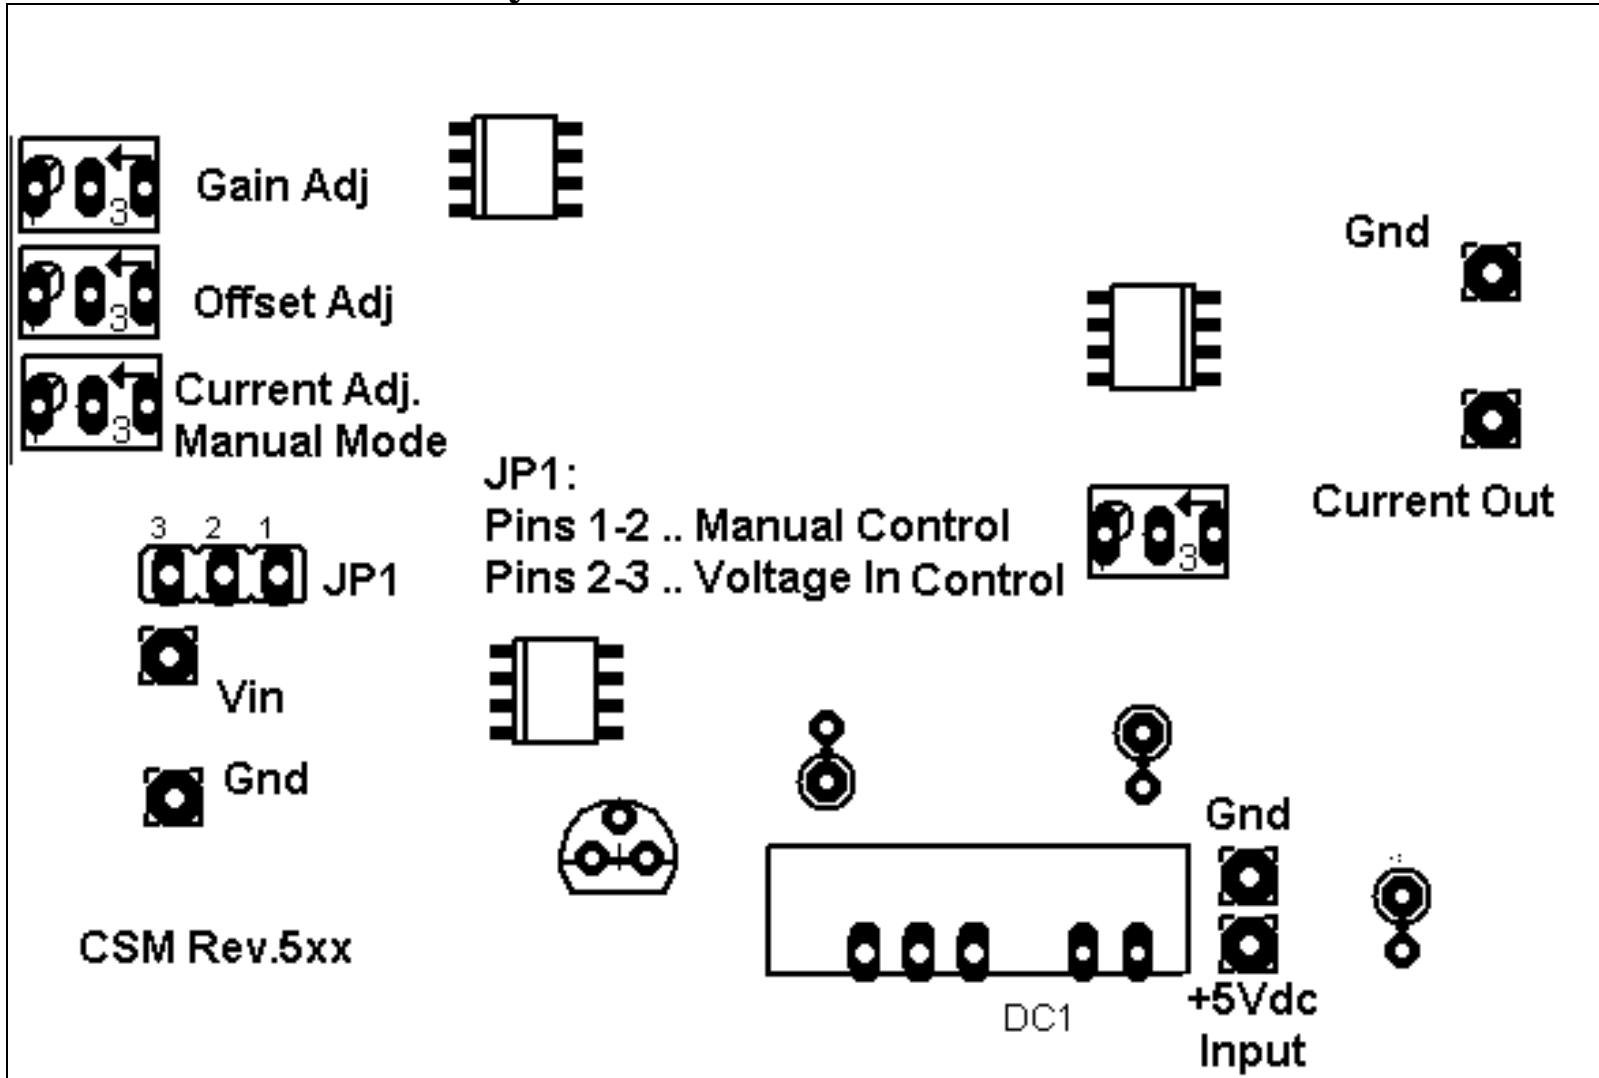 Gain Adj
3
Offset Adj
3
Current Adj.
Manual Mode
3
Gnd
Current Out
JP1:
Pins 1-2 .. Manual Control
Pins 2-3 .. Voltage In Control
3
3 2 1
JP1
Vin
Gnd
Gnd
+5Vdc
Input
DC1
CSM Rev.5xx